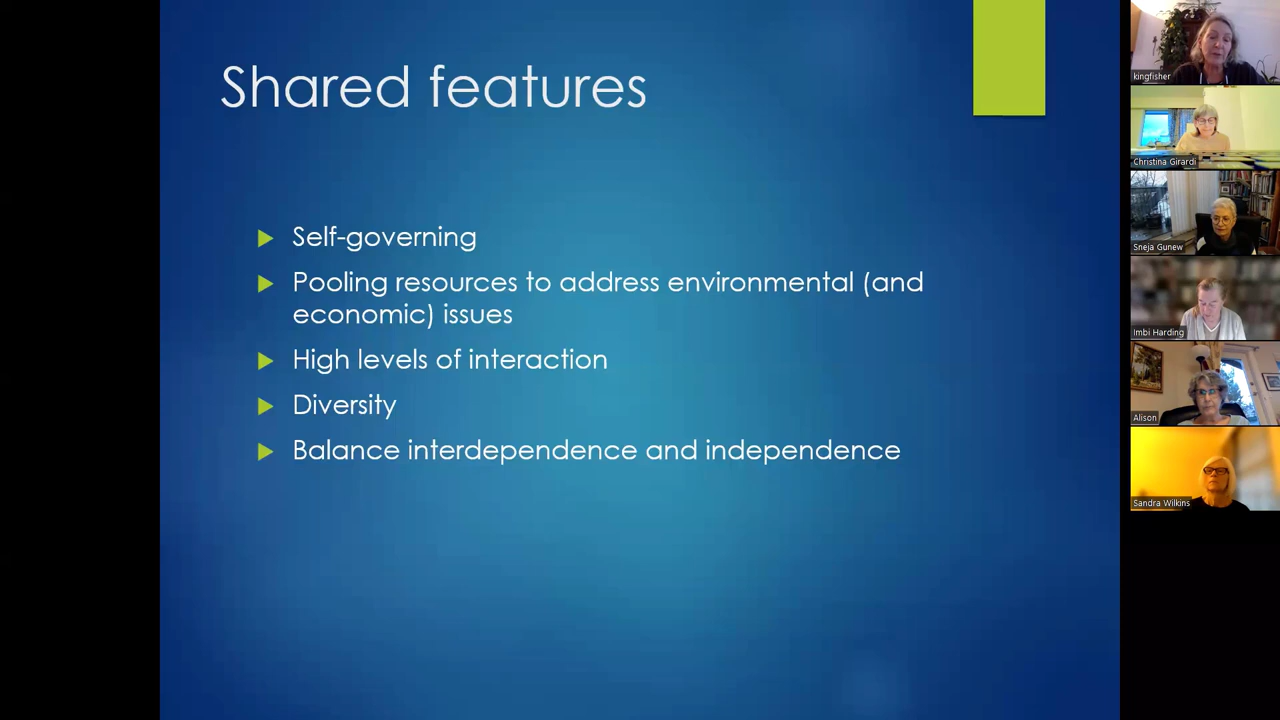 Shared features
Self-governing
Pooling resources to address environmental (and
economic) issues
High levels of interaction
Diversity
Balance interdependence and independence
kingfisher
Christina Girardi
Sneja Gunew
Imbi Harding
Alison
Sandra Wilkins